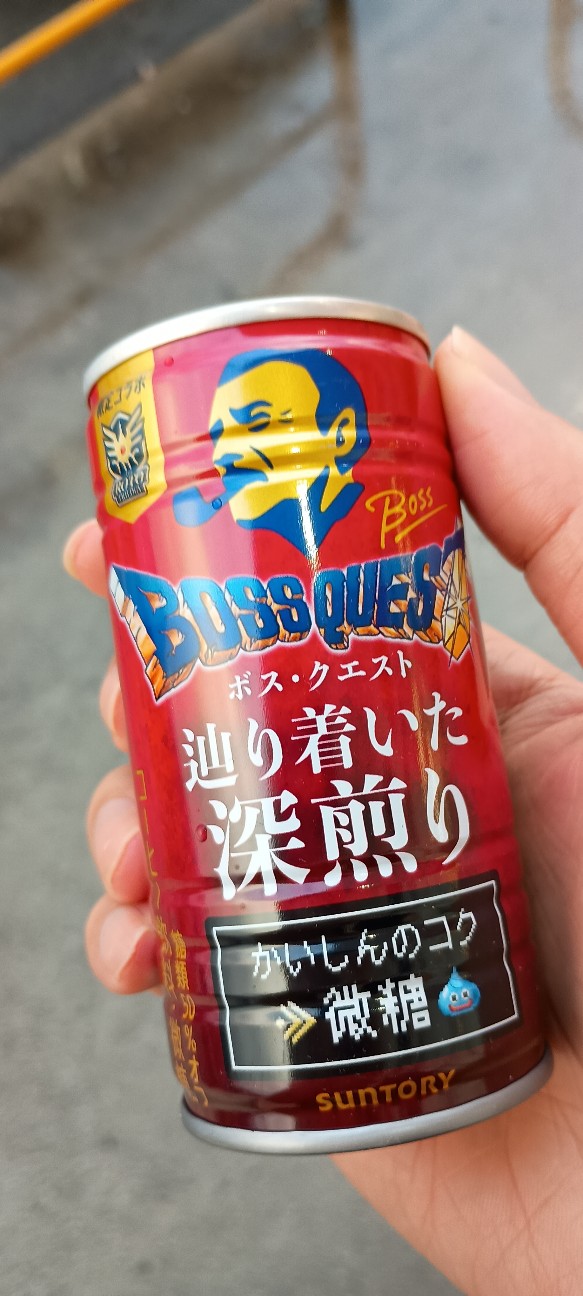 限定コラボ
BOSS
BOSS QUEST
ボス・クエスト
辿り着いた
深煎り
かいしんのコク
微糖
SUNTORY